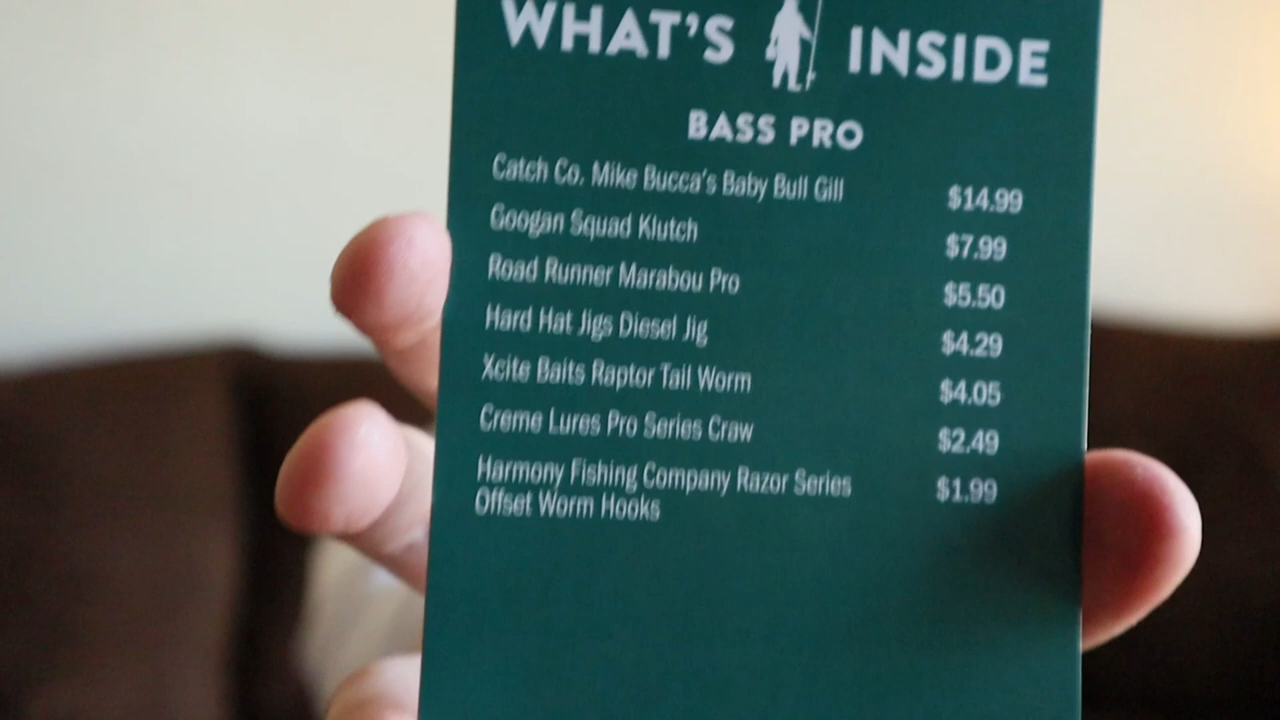 WHAT'S INSIDE
BASS PRO
Catch Co. Mike Bucca's Baby Bull Gill $14.99
Googan Squad Klutch $7.99
Road Runner Marabou Pro $5.50
Hard Hat Jigs Diesel Jig $4.29
Xcite Baits Raptor Tail Worm $4.05
Creme Lures Pro Series Craw $2.49
Harmony Fishing Company Razor Series $1.99
Offset Worm Hooks